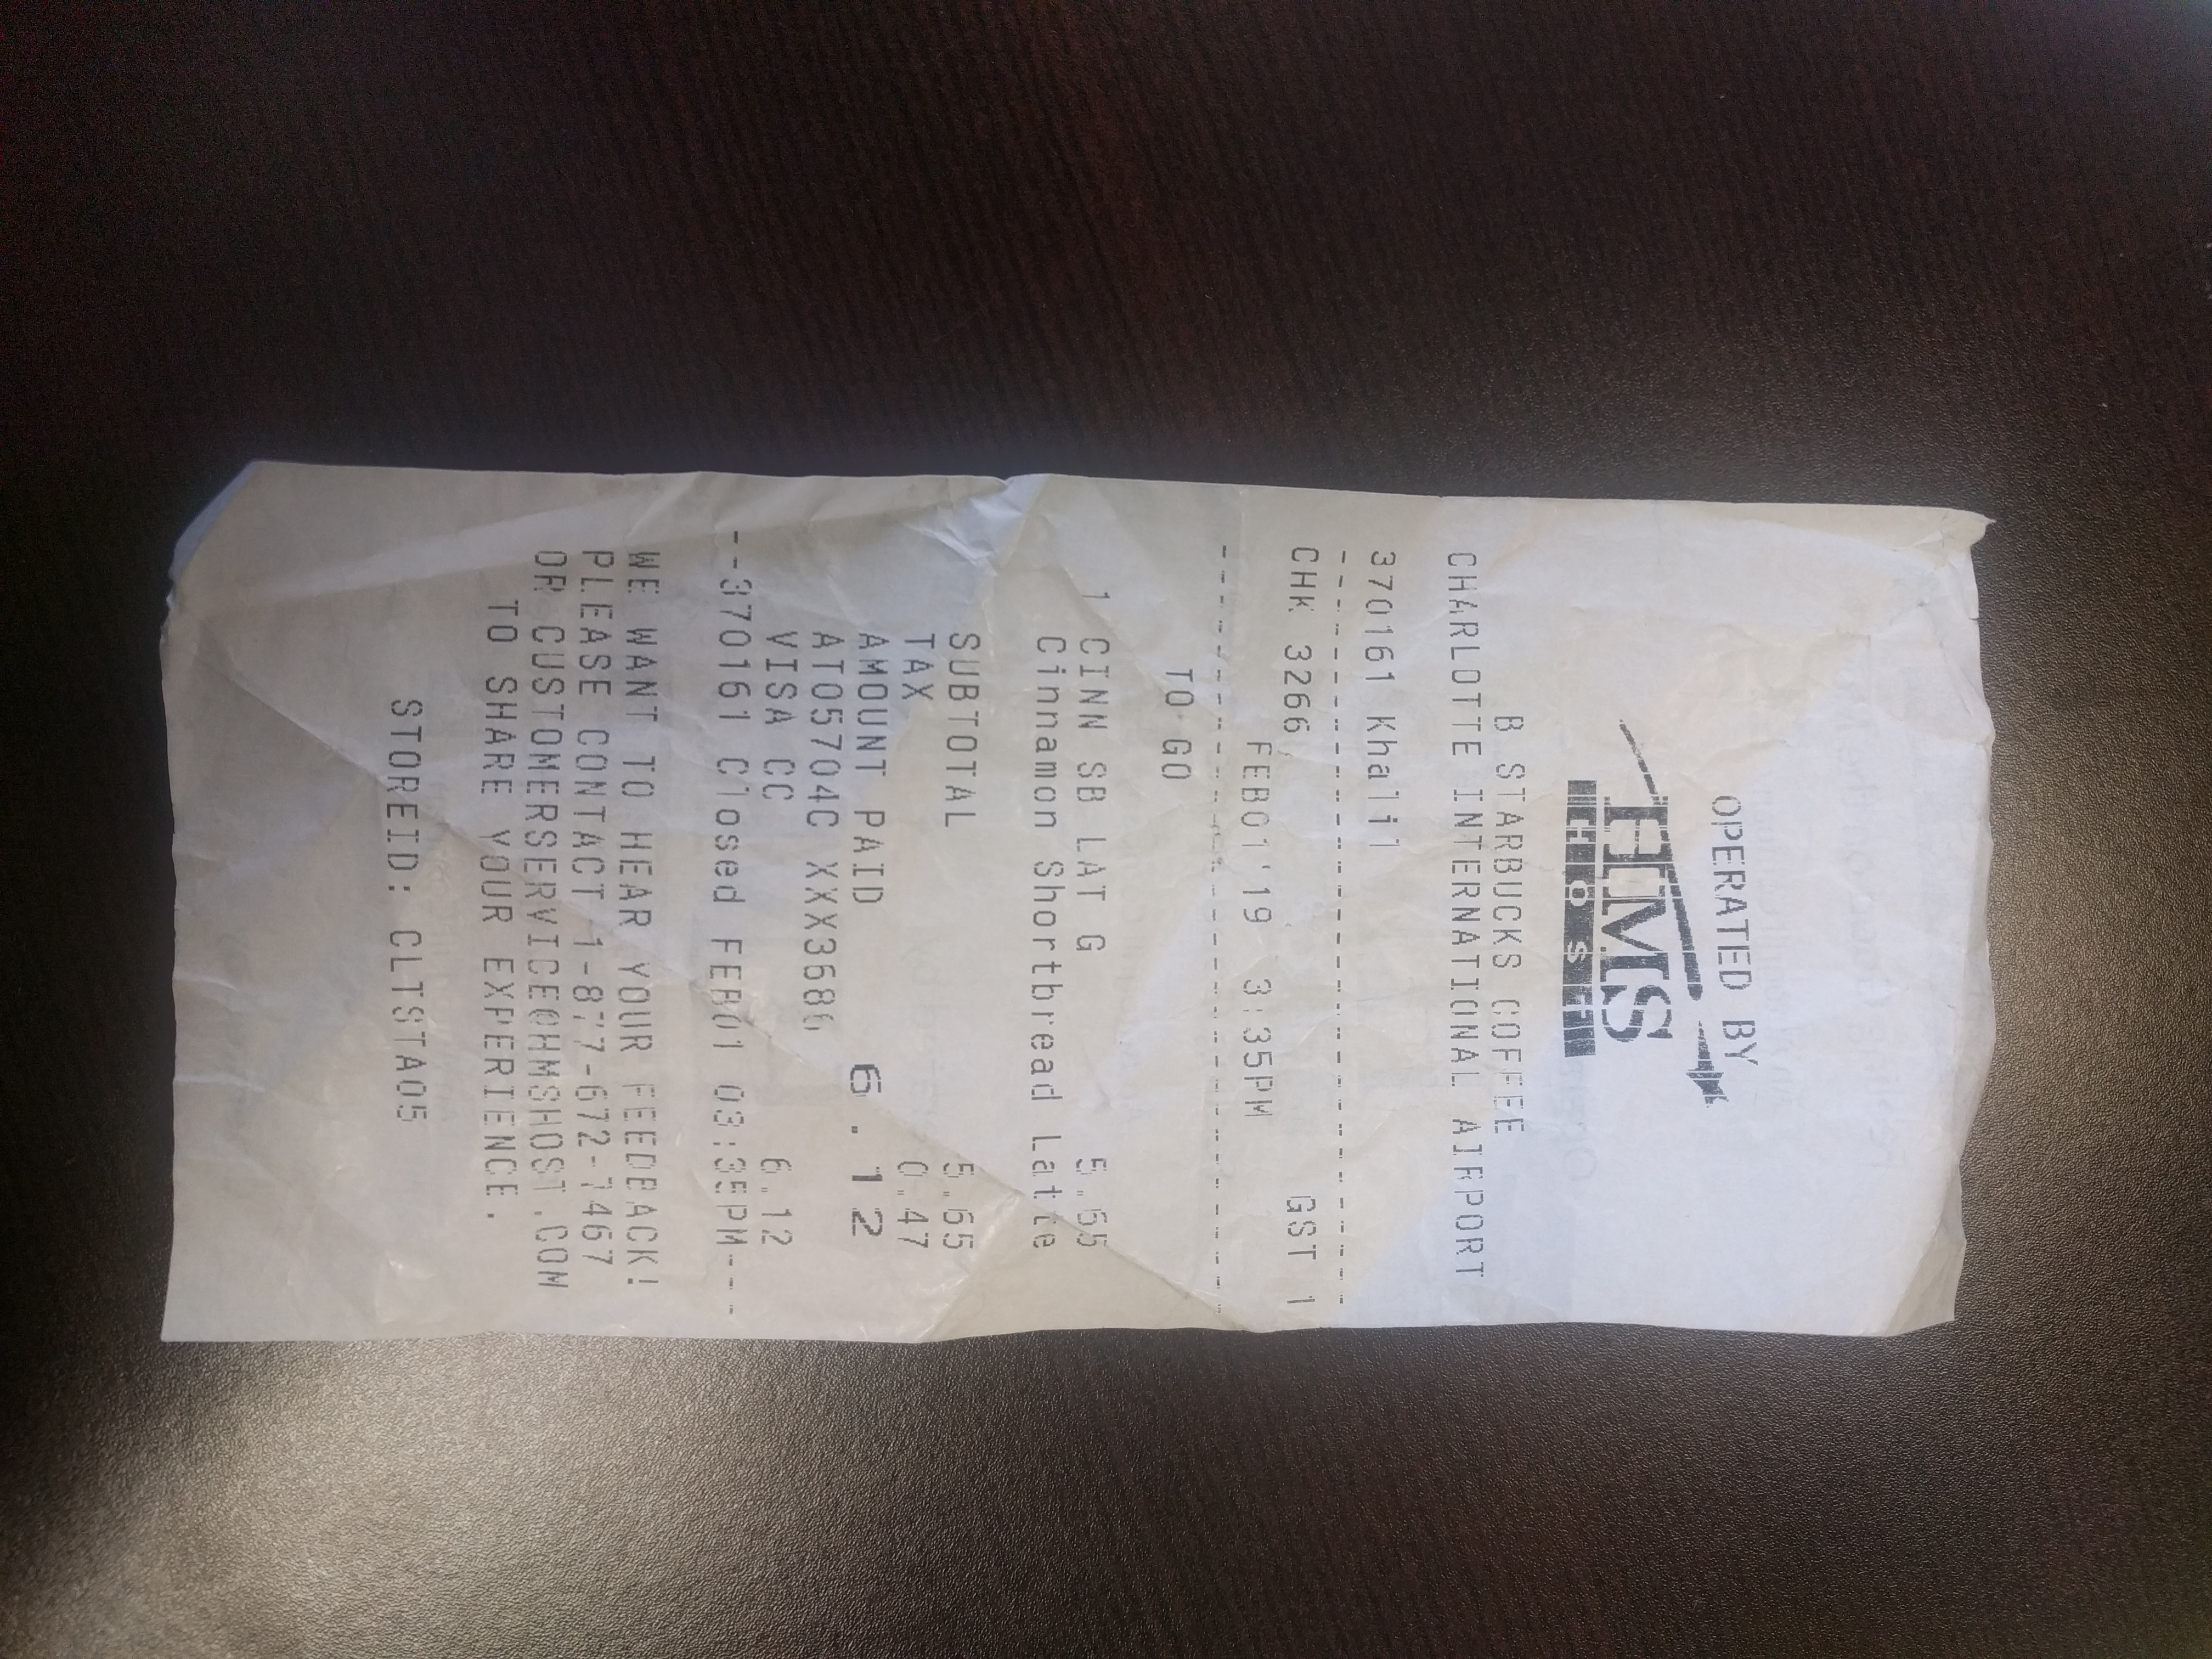 OPERATED BY
HMS
HOST
B STARBUCKS COFFEE
CHARLOTTE INTERNATIONAL AIRPORT
370161 Khalil
--------------------------------
CHK 3266 GST 1
FEB01'19 3:35PM
--------------------------------
TO GO
1 CINN SB LAT G 5.65
Cinnamon Shortbread Latte
SUBTOTAL 5.65
TAX 0.47
AMOUNT PAID 6.12
AT05704C XXX3686
VISA CC 6.12
--370161 Closed FEB01 03:35PM---
WE WANT TO HEAR YOUR FEEDBACK!
PLEASE CONTACT 1-877-672-7467
OR CUSTOMERSERVICE@HMSHOST.COM
TO SHARE YOUR EXPERIENCE.
STOREID: CLTSTA05